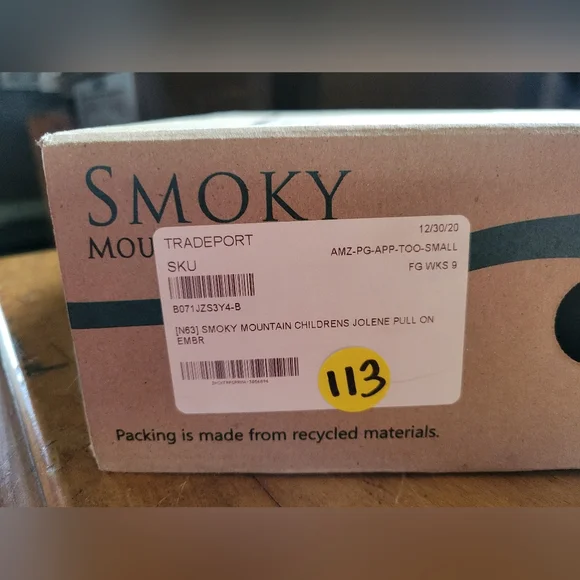 SMOKY
MOU
TRADEPORT
12/30/20
SKU
AMZ-PG-APP-TOO-SMALL
FG WKS 9
B071JZS3Y4-B
[N63] SMOKY MOUNTAIN CHILDRENS JOLENE PULL ON
EMBR
113
Packing is made from recycled materials.